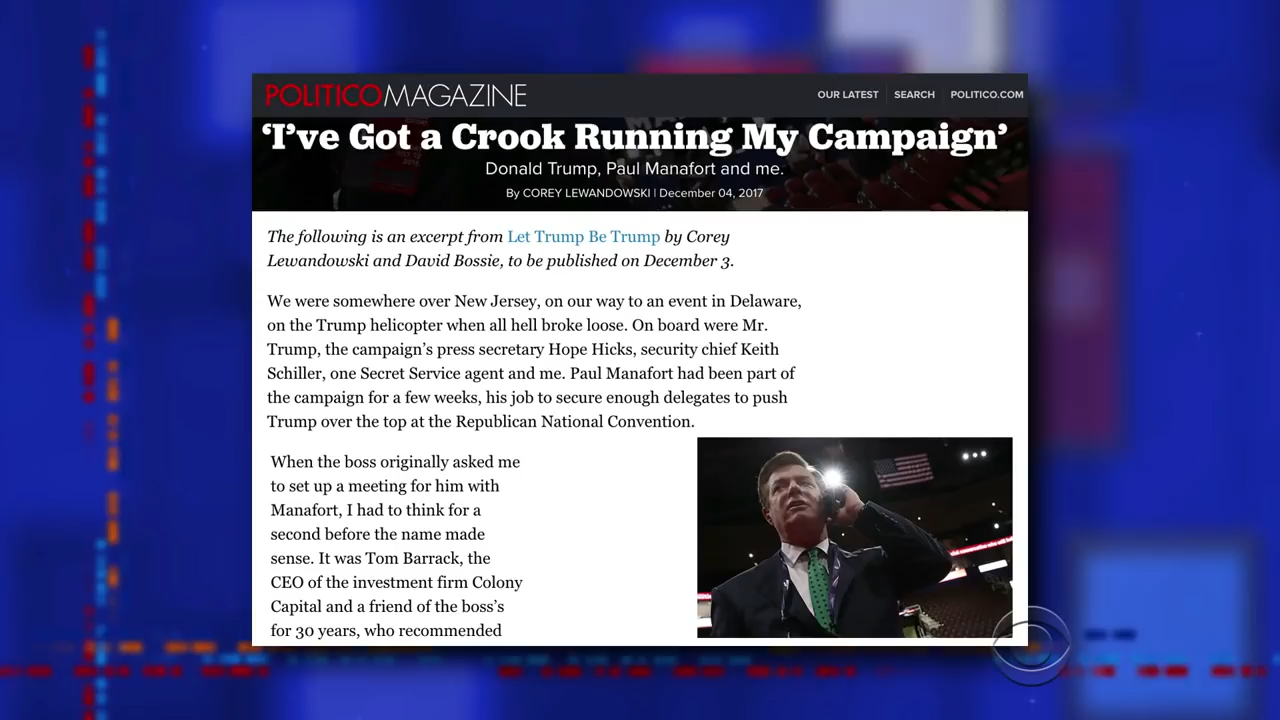 POLITICOMAGAZINE
OUR LATEST SEARCH POLITICO.COM
‘I’ve Got a Crook Running My Campaign’
Donald Trump, Paul Manafort and me.
By COREY LEWANDOWSKI | December 04, 2017
The following is an excerpt from Let Trump Be Trump by Corey
Lewandowski and David Bossie, to be published on December 3.
We were somewhere over New Jersey, on our way to an event in Delaware,
on the Trump helicopter when all hell broke loose. On board were Mr.
Trump, the campaign’s press secretary Hope Hicks, security chief Keith
Schiller, one Secret Service agent and me. Paul Manafort had been part of
the campaign for a few weeks, his job to secure enough delegates to push
Trump over the top at the Republican National Convention.
When the boss originally asked me
to set up a meeting for him with
Manafort, I had to think for a
second before the name made
sense. It was Tom Barrack, the
CEO of the investment firm Colony
Capital and a friend of the boss’s
for 30 years, who recommended